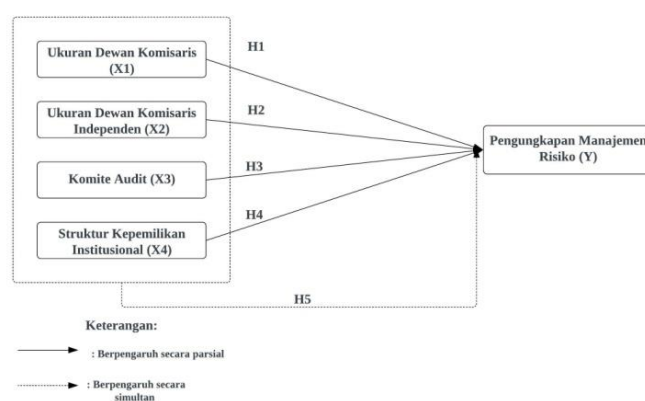 Ukuran Dewan Komisaris
(X1)
H1
Ukuran Dewan Komisaris
Independen (X2)
H2
Komite Audit (X3)
H3
Struktur Kepemilikan
Institusional (X4)
H4
Pengungkapan Manajemen
Risiko (Y)
H5
Keterangan:
: Berpengaruh secara parsial
: Berpengaruh secara
simultan